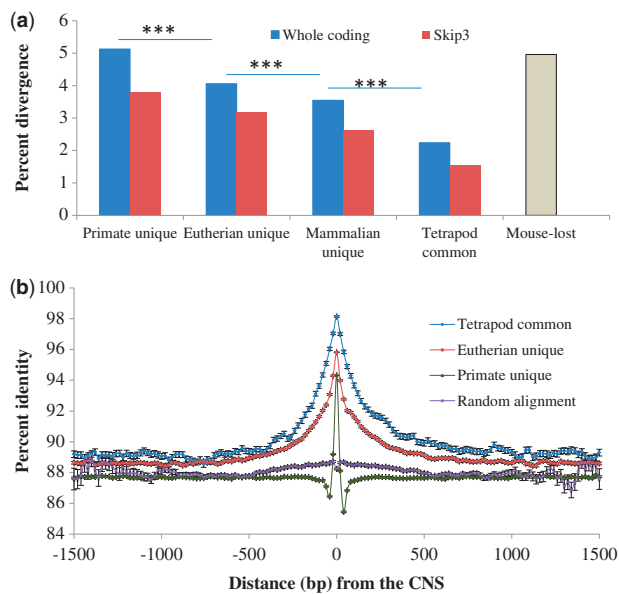 (a)
Percent divergence
6
5
4
3
2
1
0
***
***
***
Whole coding
Skip3
Primate unique
Eutherian unique
Mammalian
unique
Tetrapod
common
Mouse-lost
(b)
Percent identity
100
98
96
94
92
90
88
86
84
Tetrapod common
Eutherian unique
Primate unique
Random alignment
-1500
-1000
-500
0
500
1000
1500
Distance (bp) from the CNS